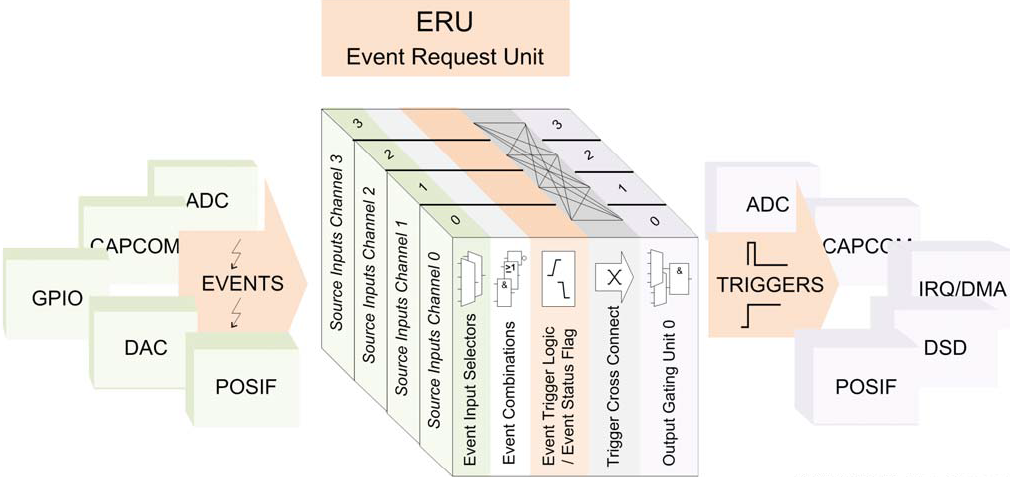 ERU
Event Request Unit
ADC
CAPCOM
GPIO
DAC
POSIF
EVENTS
Source Inputs Channel 3
Source Inputs Channel 2
Source Inputs Channel 1
Source Inputs Channel 0
3
2
1
0
3
2
1
0
≥1
&
X
&
Event Input Selectors
Event Combinations
Event Trigger Logic
/ Event Status Flag
Trigger Cross Connect
Output Gating Unit 0
TRIGGERS
ADC
CAPCOM
IRQ/DMA
DSD
POSIF